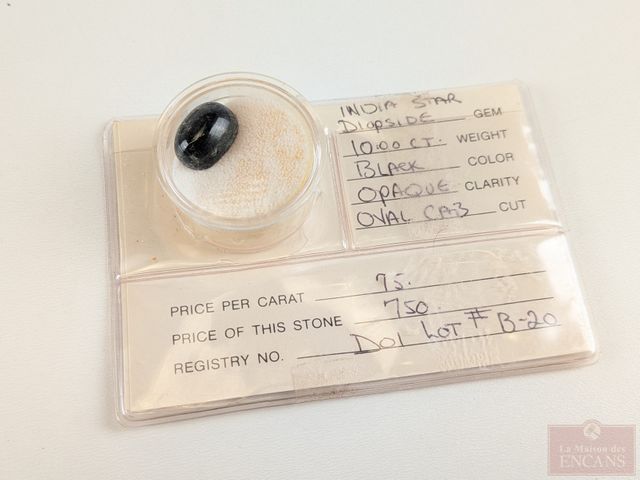 INDIA STAR
DIOPSIDE GEM
10.00 CT. WEIGHT
BLACK COLOR
OPAQUE CLARITY
OVAL CAB CUT
PRICE PER CARAT 75.
PRICE OF THIS STONE 750.
REGISTRY NO. D01 LOT # B-20
La Maison des
ENCANS